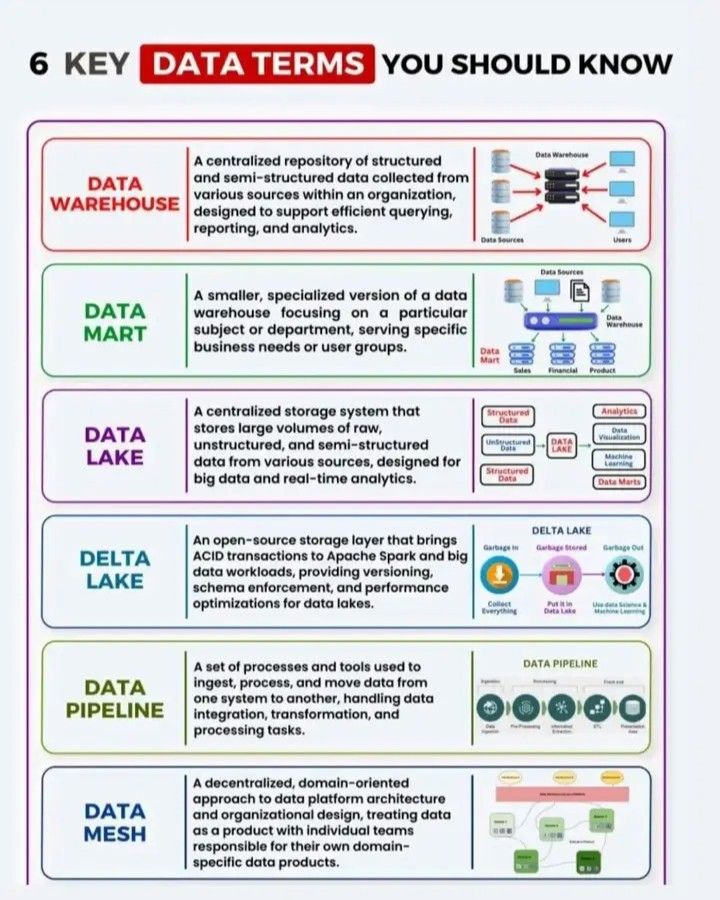 6 KEY DATA TERMS YOU SHOULD KNOW
DATA
WAREHOUSE
A centralized repository of structured
and semi-structured data collected from
various sources within an organization,
designed to support efficient querying,
reporting, and analytics.
Data Warehouse
Data Sources
Users
DATA
MART
A smaller, specialized version of a data
warehouse focusing on a particular
subject or department, serving specific
business needs or user groups.
Data Sources
Data
Warehouse
Data
Mart
Sales
Financial
Product
DATA
LAKE
A centralized storage system that
stores large volumes of raw,
unstructured, and semi-structured
data from various sources, designed for
big data and real-time analytics.
Structured
Data
UnStructured
Data
Structured
Data
DATA
LAKE
Analytics
Data
Visualization
Machine
Learning
Data Marts
DELTA
LAKE
An open-source storage layer that brings
ACID transactions to Apache Spark and big
data workloads, providing versioning,
schema enforcement, and performance
optimizations for data lakes.
DELTA LAKE
Garbage In
Garbage Stored
Garbage Out
Collect
Everything
Put it in
Data Lake
Use data Science &
Machine Learning
DATA
PIPELINE
A set of processes and tools used to
ingest, process, and move data from
one system to another, handling data
integration, transformation, and
processing tasks.
DATA PIPELINE
Data
Ingestion
Pre-Processing
Information
Extraction
ETL
DATA
MESH
A decentralized, domain-oriented
approach to data platform architecture
and organizational design, treating data
as a product with individual teams
responsible for their own domain-
specific data products.